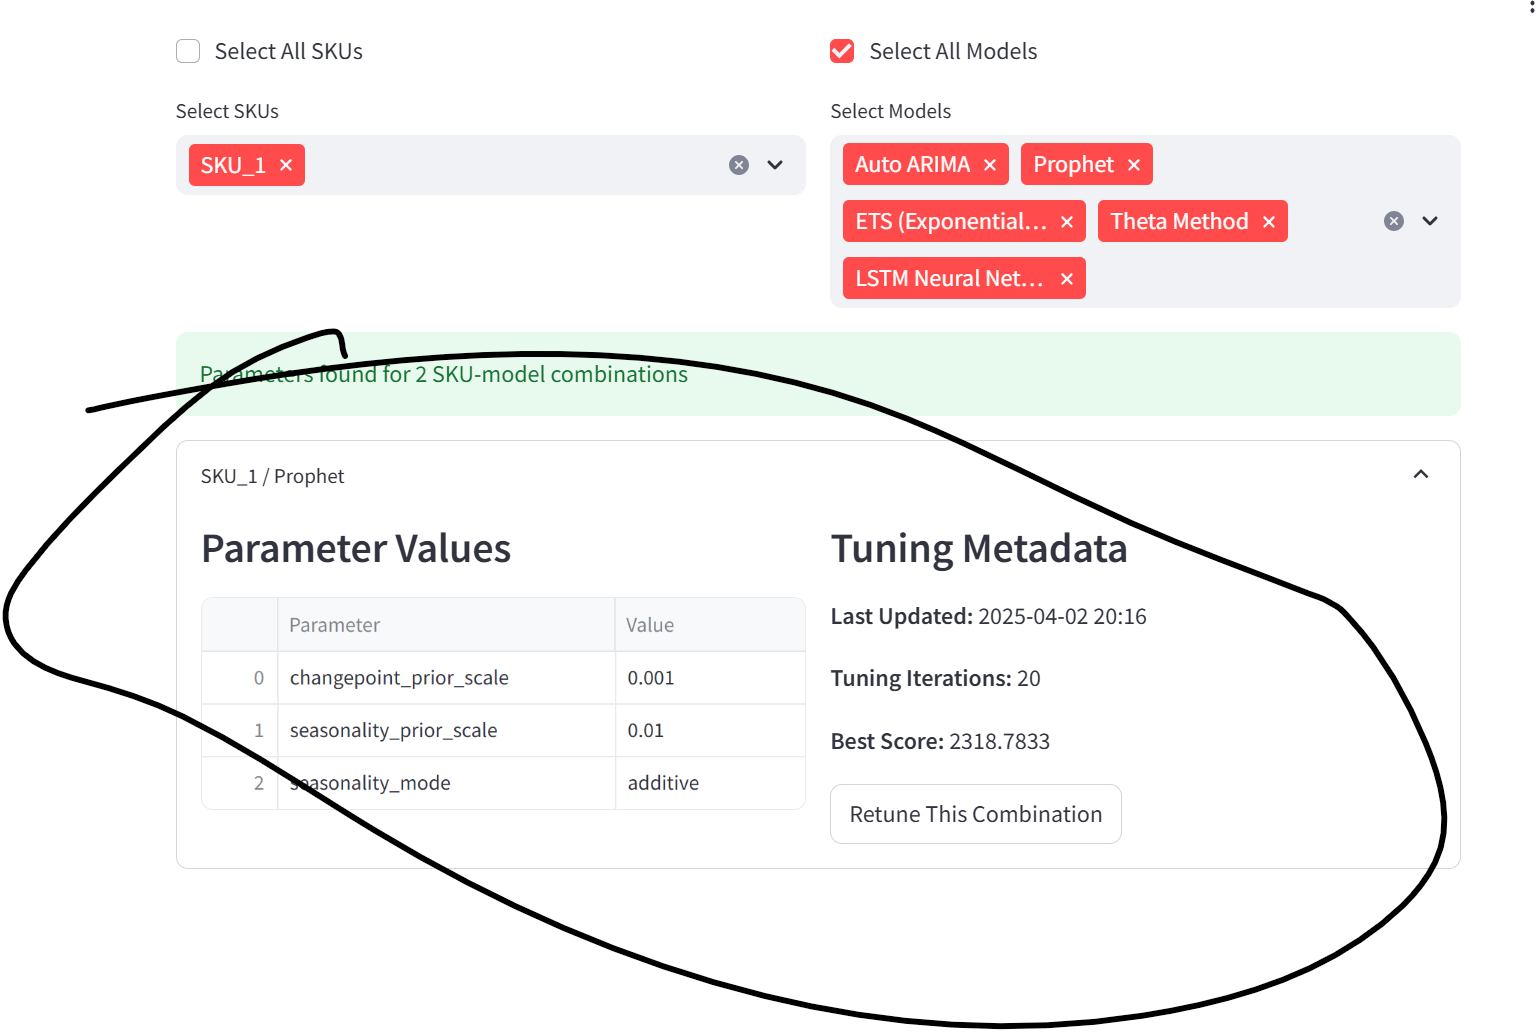 Select All SKUs
Select All Models
Select SKUs
Select Models
SKU_1
Auto ARIMA
Prophet
ETS (Exponential…
Theta Method
LSTM Neural Net…
Parameters found for 2 SKU-model combinations
SKU_1 / Prophet
Parameter Values
Parameter Value
0 changepoint_prior_scale 0.001
1 seasonality_prior_scale 0.01
2 seasonality_mode additive
Tuning Metadata
Last Updated: 2025-04-02 20:16
Tuning Iterations: 20
Best Score: 2318.7833
Retune This Combination